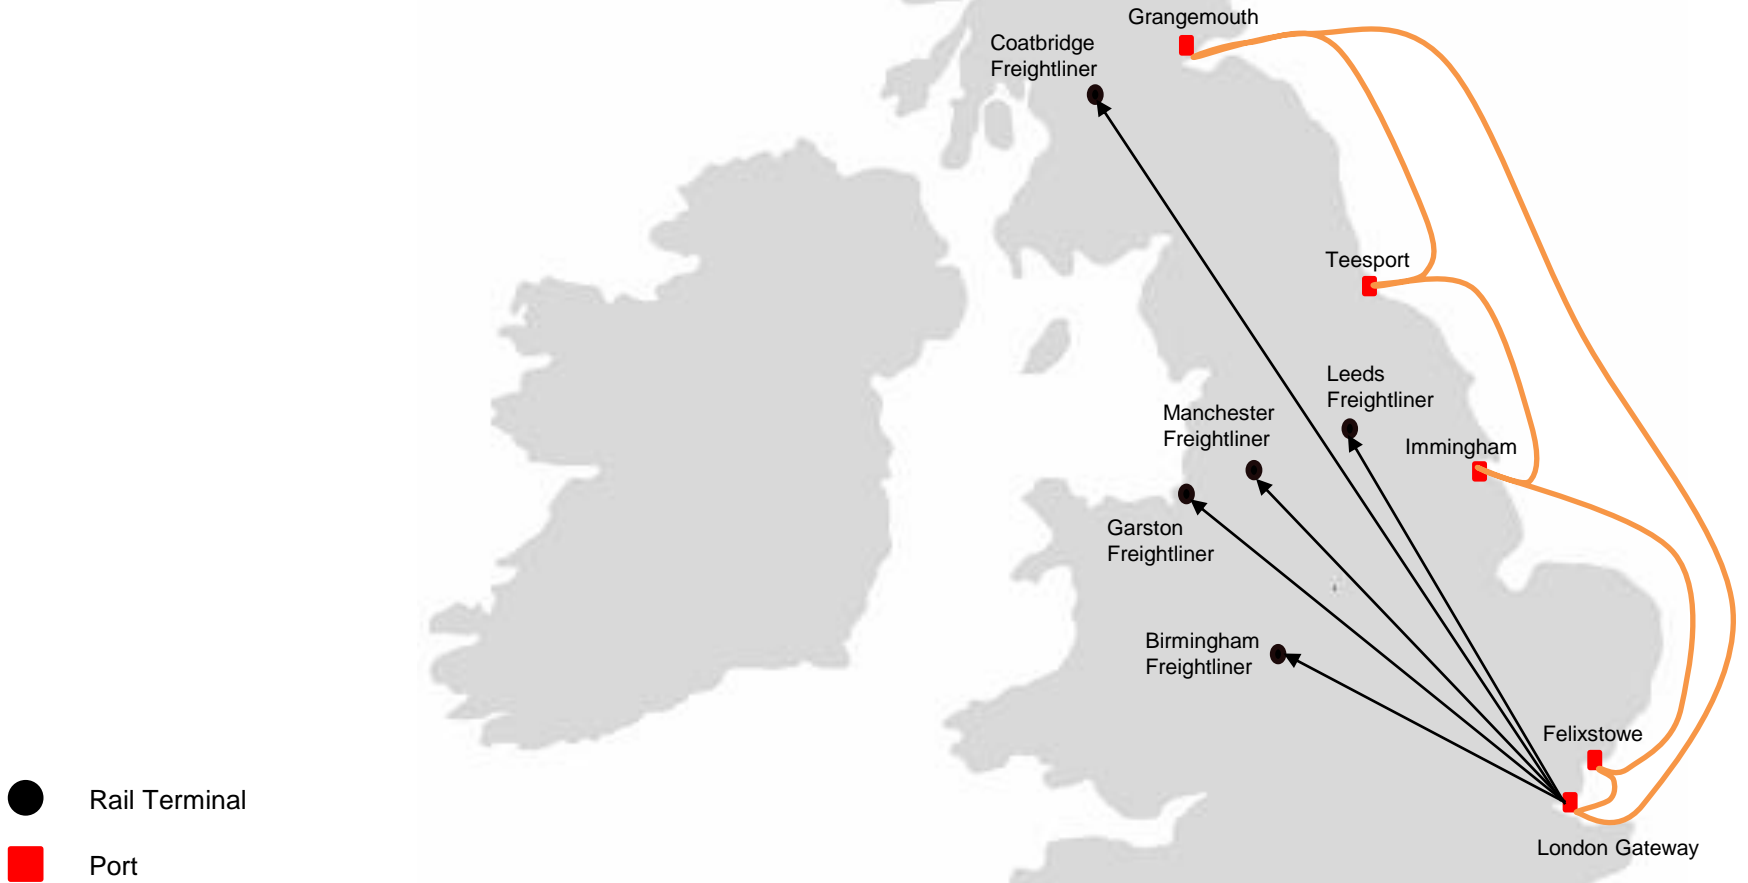 Grangemouth
Coatbridge
Freightliner
Teesport
Leeds
Freightliner
Manchester
Freightliner
Immingham
Garston
Freightliner
Birmingham
Freightliner
Felixstowe
Rail Terminal
London Gateway
Port